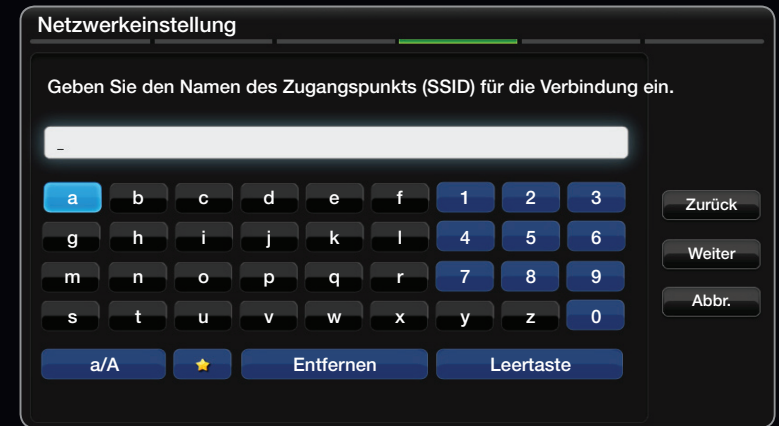 Netzwerkeinstellung
Geben Sie den Namen des Zugangspunkts (SSID) für die Verbindung ein.
_
a b c d e f 1 2 3
Zurück
g h i j k l 4 5 6
Weiter
m n o p q r 7 8 9
Abbr.
s t u v w x y z 0
a/A Entfernen Leertaste